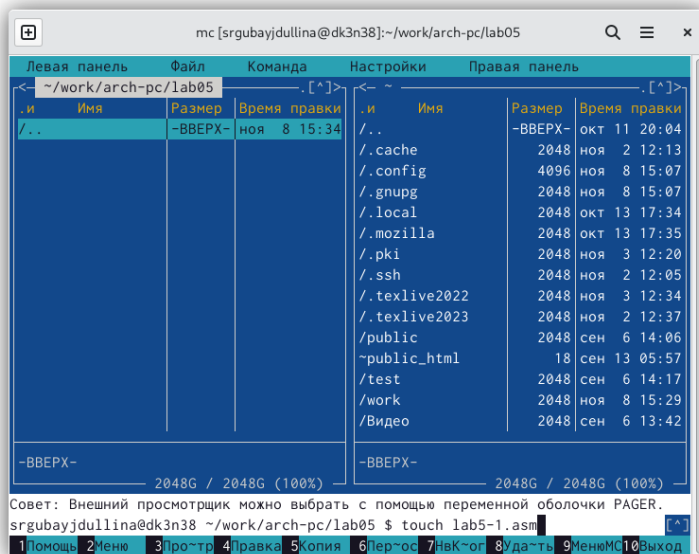 mc [srgubayjdullina@dk3n38]:~/work/arch-pc/lab05
Левая панель Файл Команда Настройки Правая панель
<— ~/work/arch-pc/lab05 —.[^]> <— ~ —.[^]>
.и Имя Размер Время правки .и Имя Размер Время правки
/.. -ВВЕРХ- ноя 8 15:34 /.. -ВВЕРХ- окт 11 20:04
/.cache 2048 ноя 2 12:13
/.config 4096 ноя 8 15:07
/.gnupg 2048 ноя 8 15:07
/.local 2048 окт 13 17:34
/.mozilla 2048 окт 13 17:35
/.pki 2048 ноя 3 12:20
/.ssh 2048 ноя 2 12:05
/.texlive2022 2048 ноя 3 12:34
/.texlive2023 2048 ноя 2 12:37
/public 2048 сен 6 14:06
~public_html 18 сен 13 05:57
/test 2048 сен 6 14:17
/work 2048 ноя 8 15:29
/Видео 2048 сен 6 13:42
-ВВЕРХ- -ВВЕРХ-
2048G / 2048G (100%) 2048G / 2048G (100%)
Совет: Внешний просмотрщик можно выбрать с помощью переменной оболочки PAGER.
srgubayjdullina@dk3n38 ~/work/arch-pc/lab05 $ touch lab5-1.asm [^]
1Помощь 2Меню 3Про~тр 4Правка 5Копия 6Пер~ос 7НвК~ог 8Уда~ть 9МенюМС 10Выход